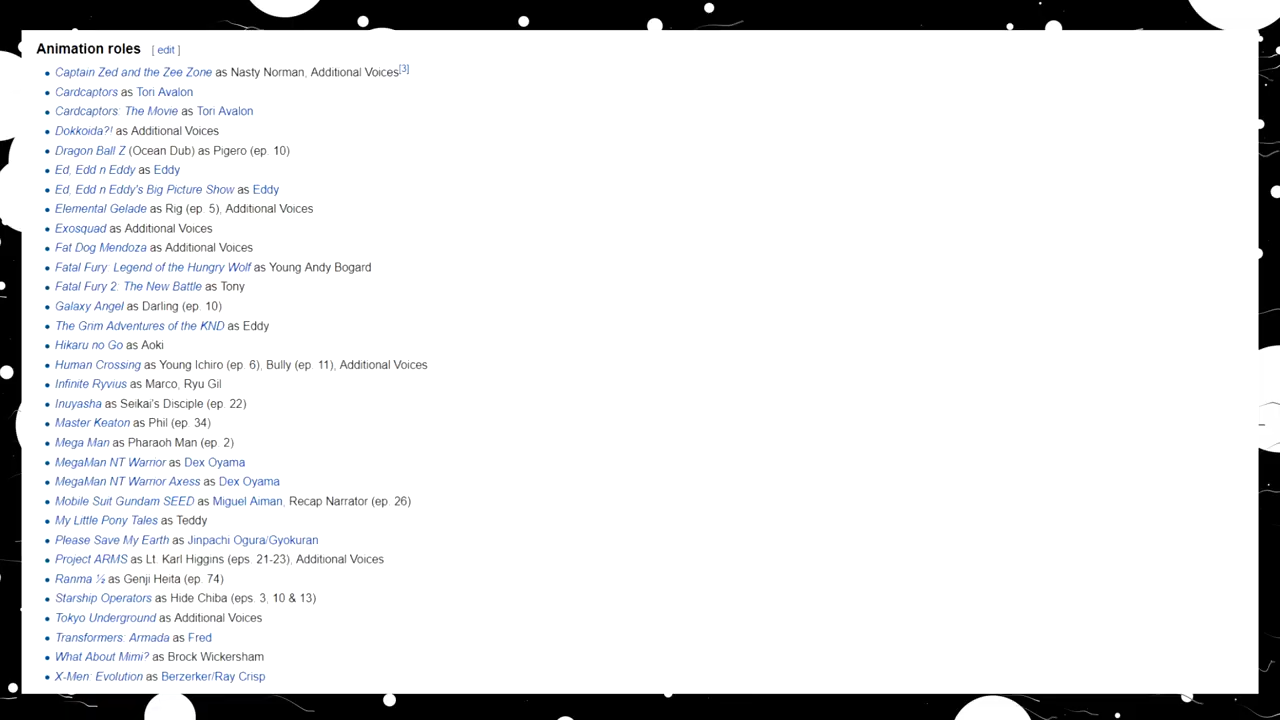 Animation roles [ edit ]
Captain Zed and the Zee Zone as Nasty Norman, Additional Voices[3]
Cardcaptors as Tori Avalon
Cardcaptors: The Movie as Tori Avalon
Dokkoida?! as Additional Voices
Dragon Ball Z (Ocean Dub) as Pigero (ep. 10)
Ed, Edd n Eddy as Eddy
Ed, Edd n Eddy's Big Picture Show as Eddy
Elemental Gelade as Rig (ep. 5), Additional Voices
Exosquad as Additional Voices
Fat Dog Mendoza as Additional Voices
Fatal Fury: Legend of the Hungry Wolf as Young Andy Bogard
Fatal Fury 2: The New Battle as Tony
Galaxy Angel as Darling (ep. 10)
The Grim Adventures of the KND as Eddy
Hikaru no Go as Aoki
Human Crossing as Young Ichiro (ep. 6), Bully (ep. 11), Additional Voices
Infinite Ryvius as Marco, Ryu Gil
Inuyasha as Seikai's Disciple (ep. 22)
Master Keaton as Phil (ep. 34)
Mega Man as Pharaoh Man (ep. 2)
MegaMan NT Warrior as Dex Oyama
MegaMan NT Warrior Axess as Dex Oyama
Mobile Suit Gundam SEED as Miguel Aiman, Recap Narrator (ep. 26)
My Little Pony Tales as Teddy
Please Save My Earth as Jinpachi Ogura/Gyokuran
Project ARMS as Lt. Karl Higgins (eps. 21-23), Additional Voices
Ranma ½ as Genji Heita (ep. 74)
Starship Operators as Hide Chiba (eps. 3, 10 & 13)
Tokyo Underground as Additional Voices
Transformers: Armada as Fred
What About Mimi? as Brock Wickersham
X-Men: Evolution as Berzerker/Ray Crisp